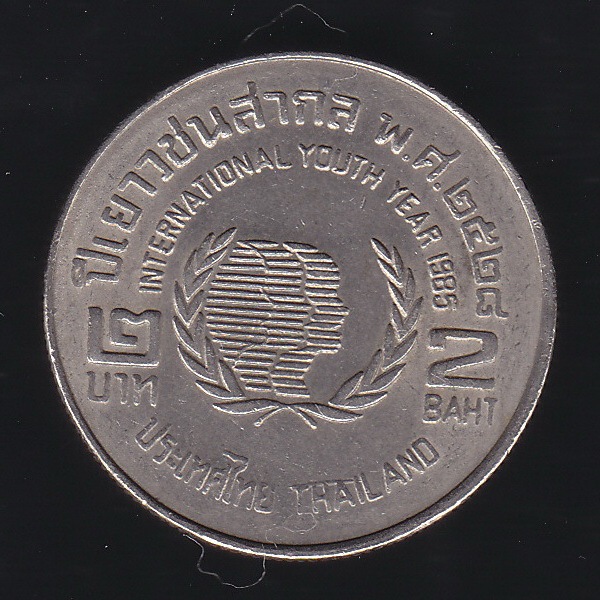 ปีเยาวชนสากล พ.ศ.๒๕๒๘
INTERNATIONAL YOUTH YEAR 1985
๒
บาท
2
BAHT
ประเทศไทย THAILAND